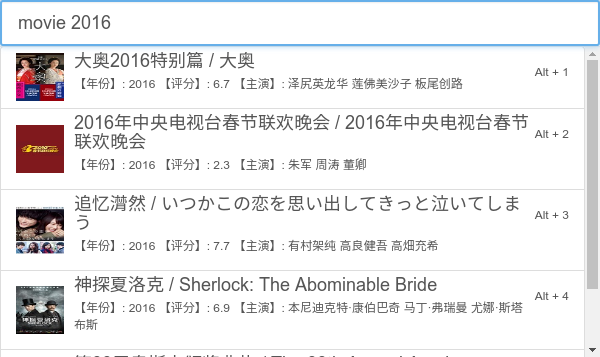 movie 2016
大奥2016特别篇 / 大奥
【年份】: 2016 【评分】: 6.7 【主演】: 泽尻英龙华 莲佛美沙子 板尾创路
Alt + 1
2016年中央电视台春节联欢晚会 / 2016年中央电视台春节
联欢晚会
【年份】: 2016 【评分】: 2.3 【主演】: 朱军 周涛 董卿
Alt + 2
追忆潸然 / いつかこの恋を思い出してきっと泣いてしま
う
【年份】: 2016 【评分】: 7.7 【主演】: 有村架纯 高良健吾 高畑充希
Alt + 3
神探夏洛克 / Sherlock: The Abominable Bride
【年份】: 2016 【评分】: 6.9 【主演】: 本尼迪克特·康伯巴奇 马丁·弗瑞曼 尤娜·斯塔
布斯
Alt + 4